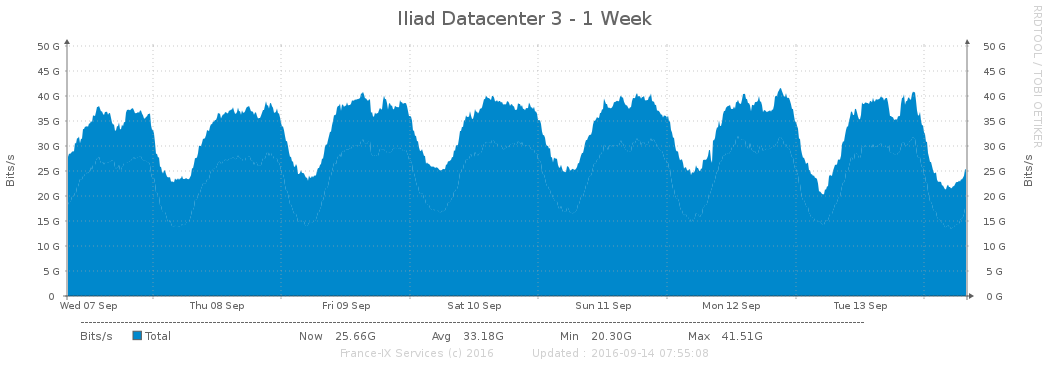 Iliad Datacenter 3 - 1 Week
RRDTOOL / TOBI OETIKER
Bits/s
50 G 50 G
45 G 45 G
40 G 40 G
35 G 35 G
30 G 30 G
25 G 25 G
20 G 20 G
15 G 15 G
10 G 10 G
5 G 5 G
0 0 G
Bits/s
Wed 07 Sep Thu 08 Sep Fri 09 Sep Sat 10 Sep Sun 11 Sep Mon 12 Sep Tue 13 Sep
Bits/s Total Now 25.66G Avg 33.18G Min 20.30G Max 41.51G
France-IX Services (c) 2016 Updated : 2016-09-14 07:55:08